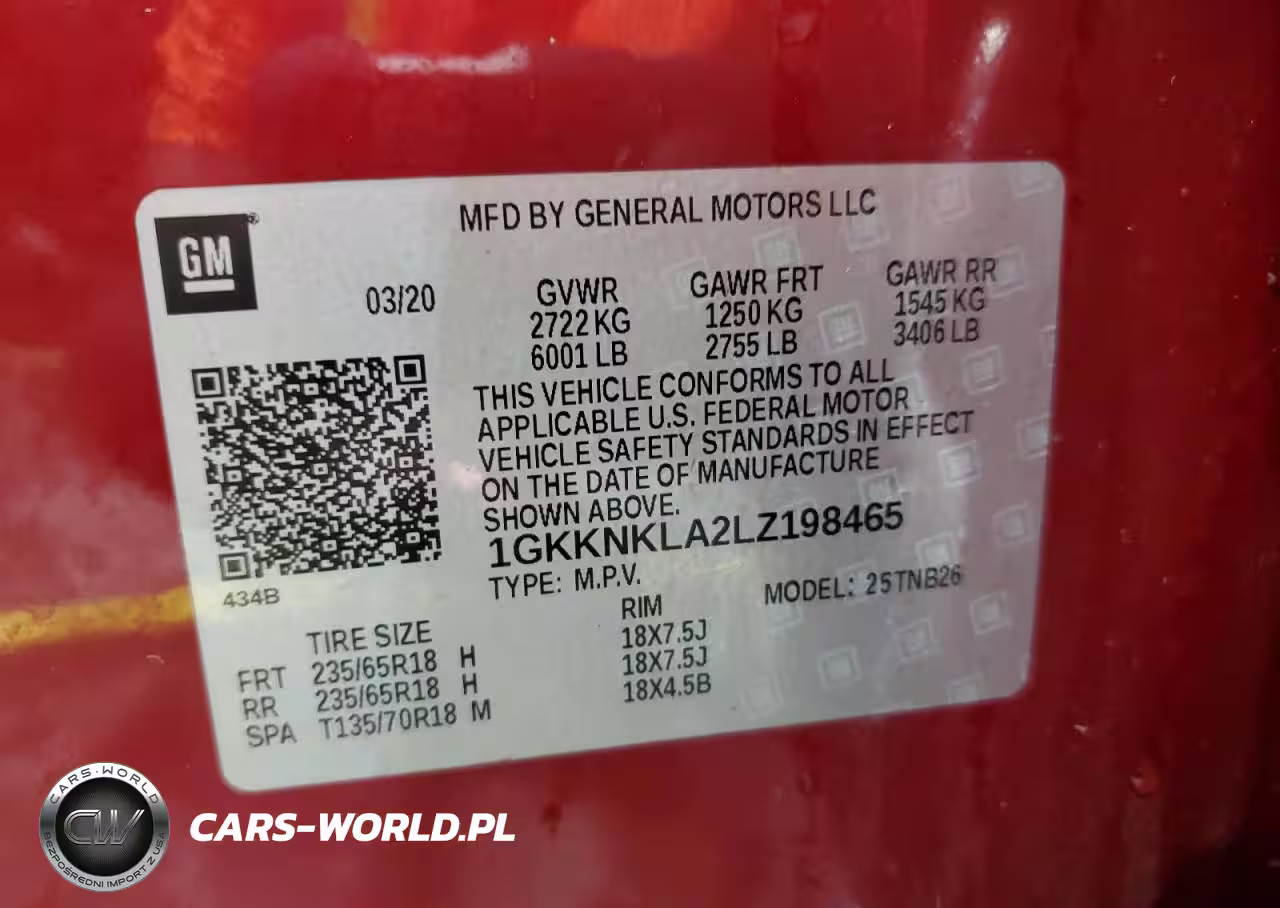 MFD BY GENERAL MOTORS LLC
GM®
03/20
GVWR GAWR FRT GAWR RR
2722 KG 1250 KG 1545 KG
6001 LB 2755 LB 3406 LB
THIS VEHICLE CONFORMS TO ALL
APPLICABLE U.S. FEDERAL MOTOR
VEHICLE SAFETY STANDARDS IN EFFECT
ON THE DATE OF MANUFACTURE
SHOWN ABOVE.
1GKKNKLA2LZ198465
434B
TYPE: M.P.V. MODEL: 25TNB26
TIRE SIZE RIM
FRT 235/65R18 H 18X7.5J
RR 235/65R18 H 18X7.5J
SPA T135/70R18 M 18X4.5B
CARS-WORLD
CW
BEZPOŚREDNI IMPORT Z USA
CARS-WORLD.PL